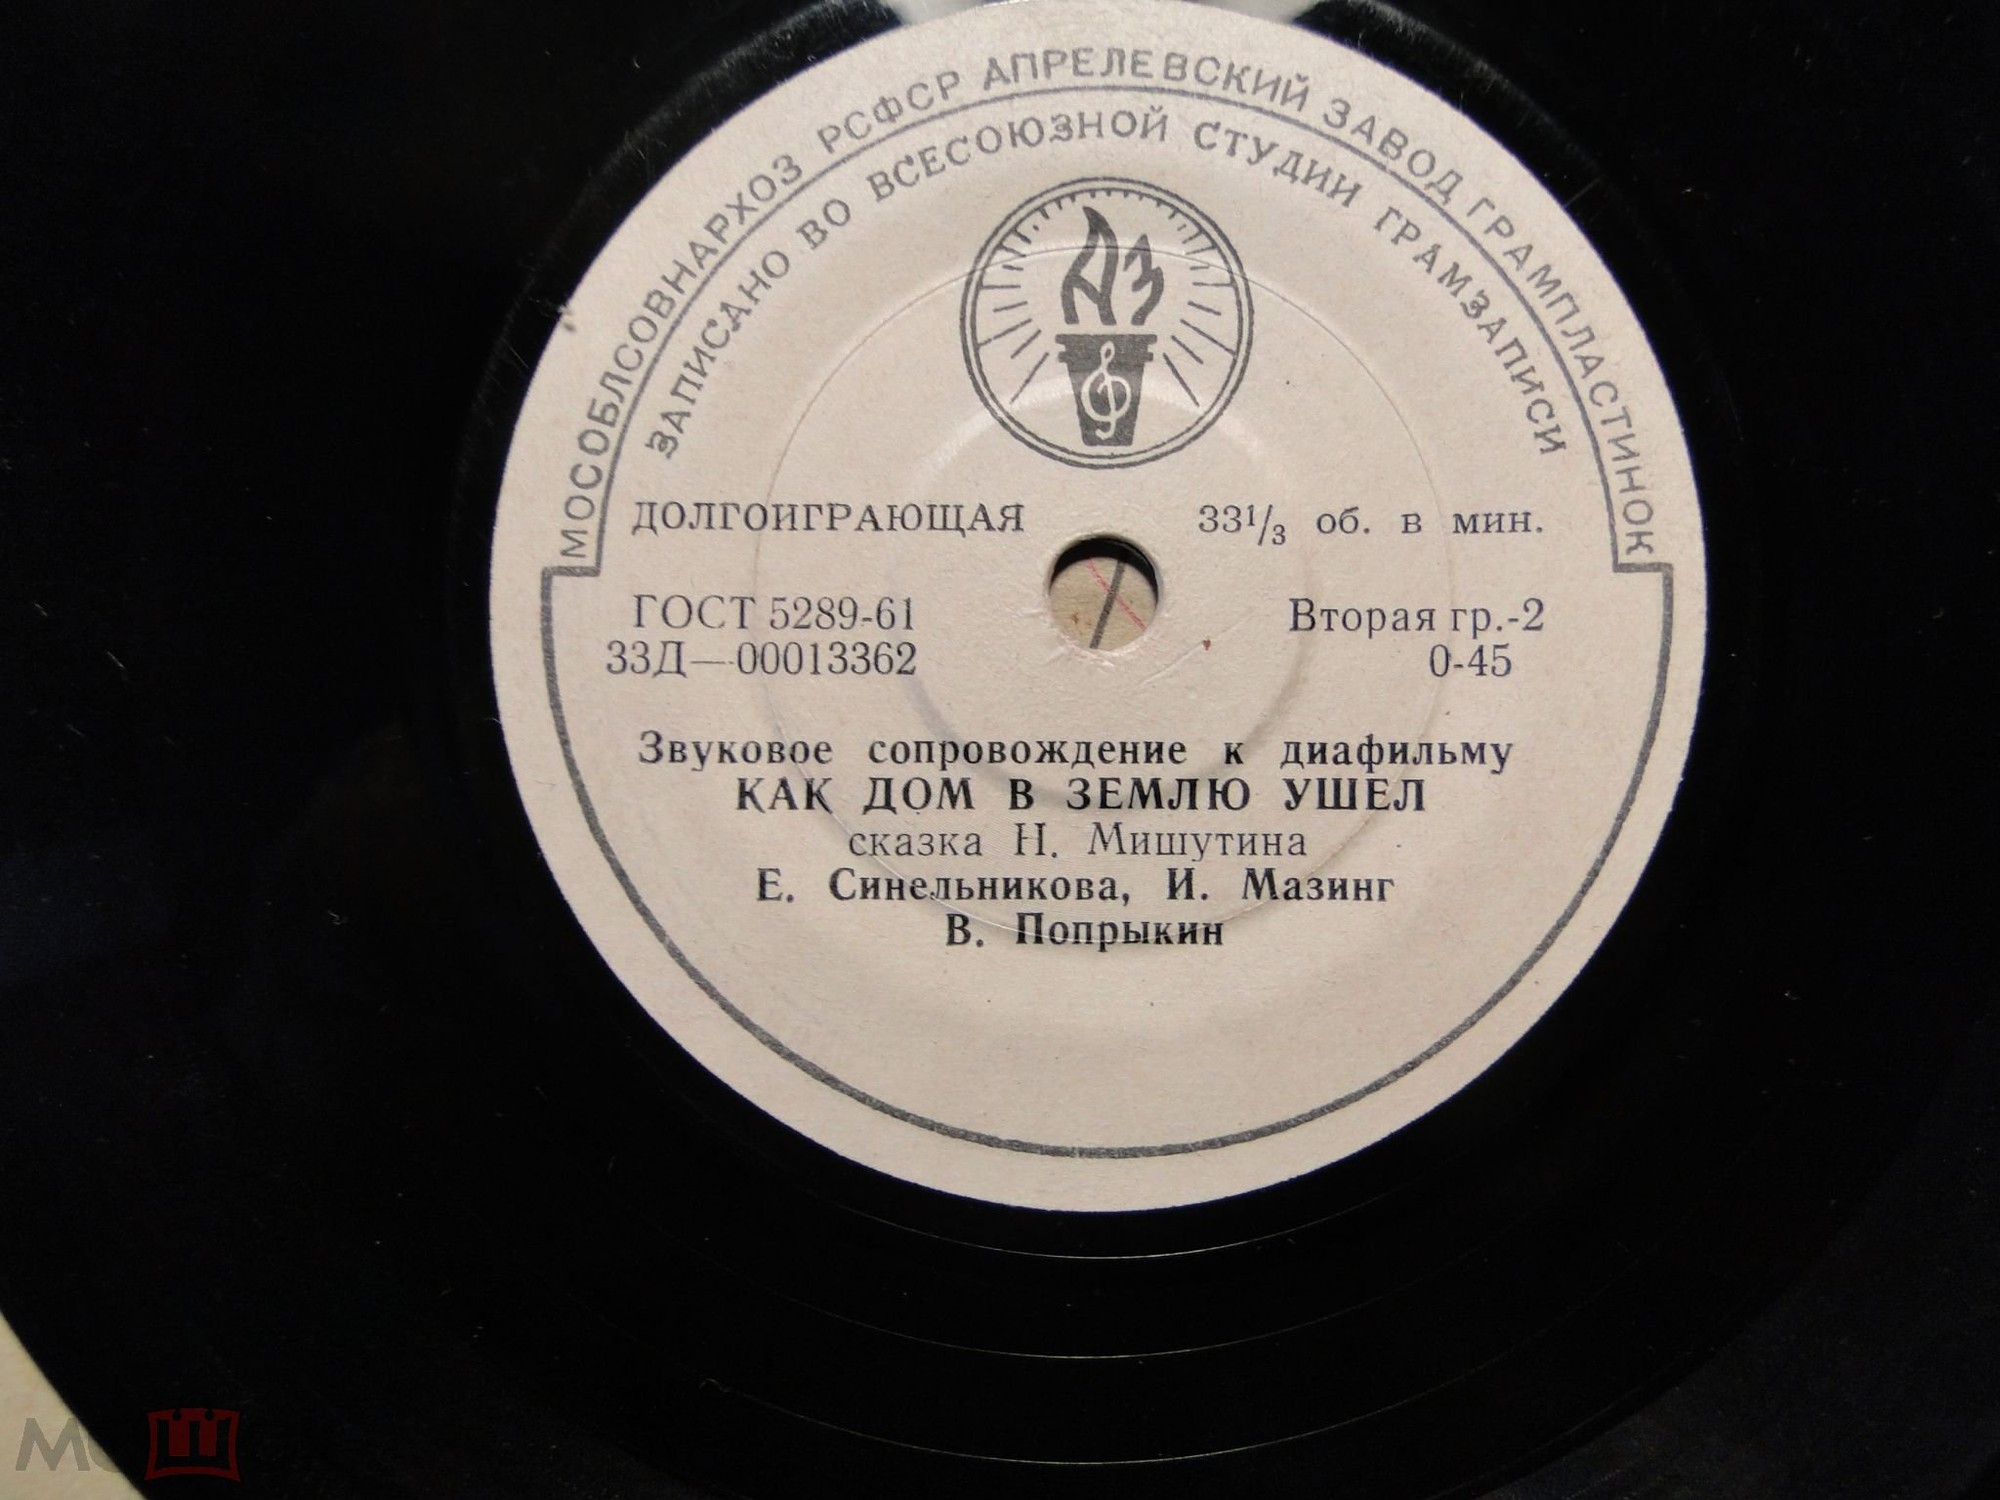 МОСОБЛСОВНАРХОЗ РСФСР АПРЕЛЕВСКИЙ ЗАВОД ГРАМПЛАСТИНОК
ЗАПИСАНО ВО ВСЕСОЮЗНОЙ СТУДИИ ГРАМЗАПИСИ
АЗ
ДОЛГОИГРАЮЩАЯ 33 1/3 об. в мин.
ГОСТ 5289-61 Вторая гр.-2
33Д—00013362 0-45
Звуковое сопровождение к диафильму
КАК ДОМ В ЗЕМЛЮ УШЕЛ
сказка Н. Мишутина
Е. Синельникова, И. Мазинг
В. Попрыкин